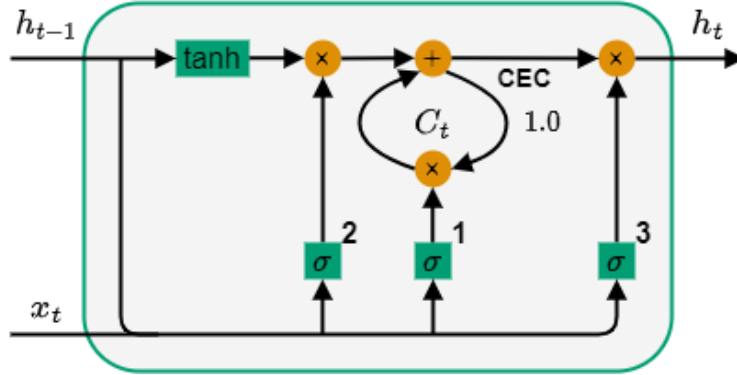 h_{t-1}
h_t
tanh
×
+
×
CEC
C_t
1.0
×
2
1
3
σ
σ
σ
x_t